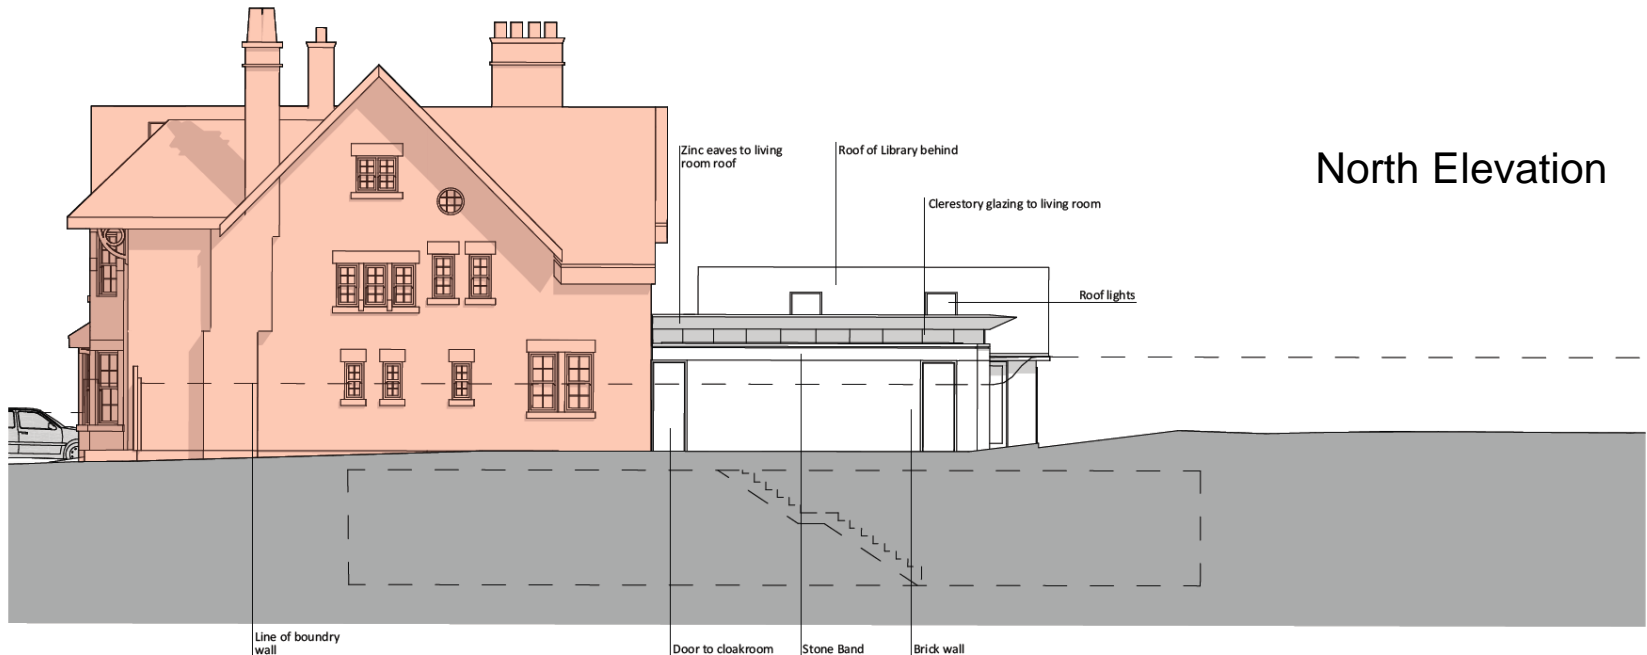 Zinc eaves to living
room roof
Roof of Library behind
North Elevation
Clerestory glazing to living room
Roof lights
Line of boundry
wall
Door to cloakroom
Stone Band
Brick wall